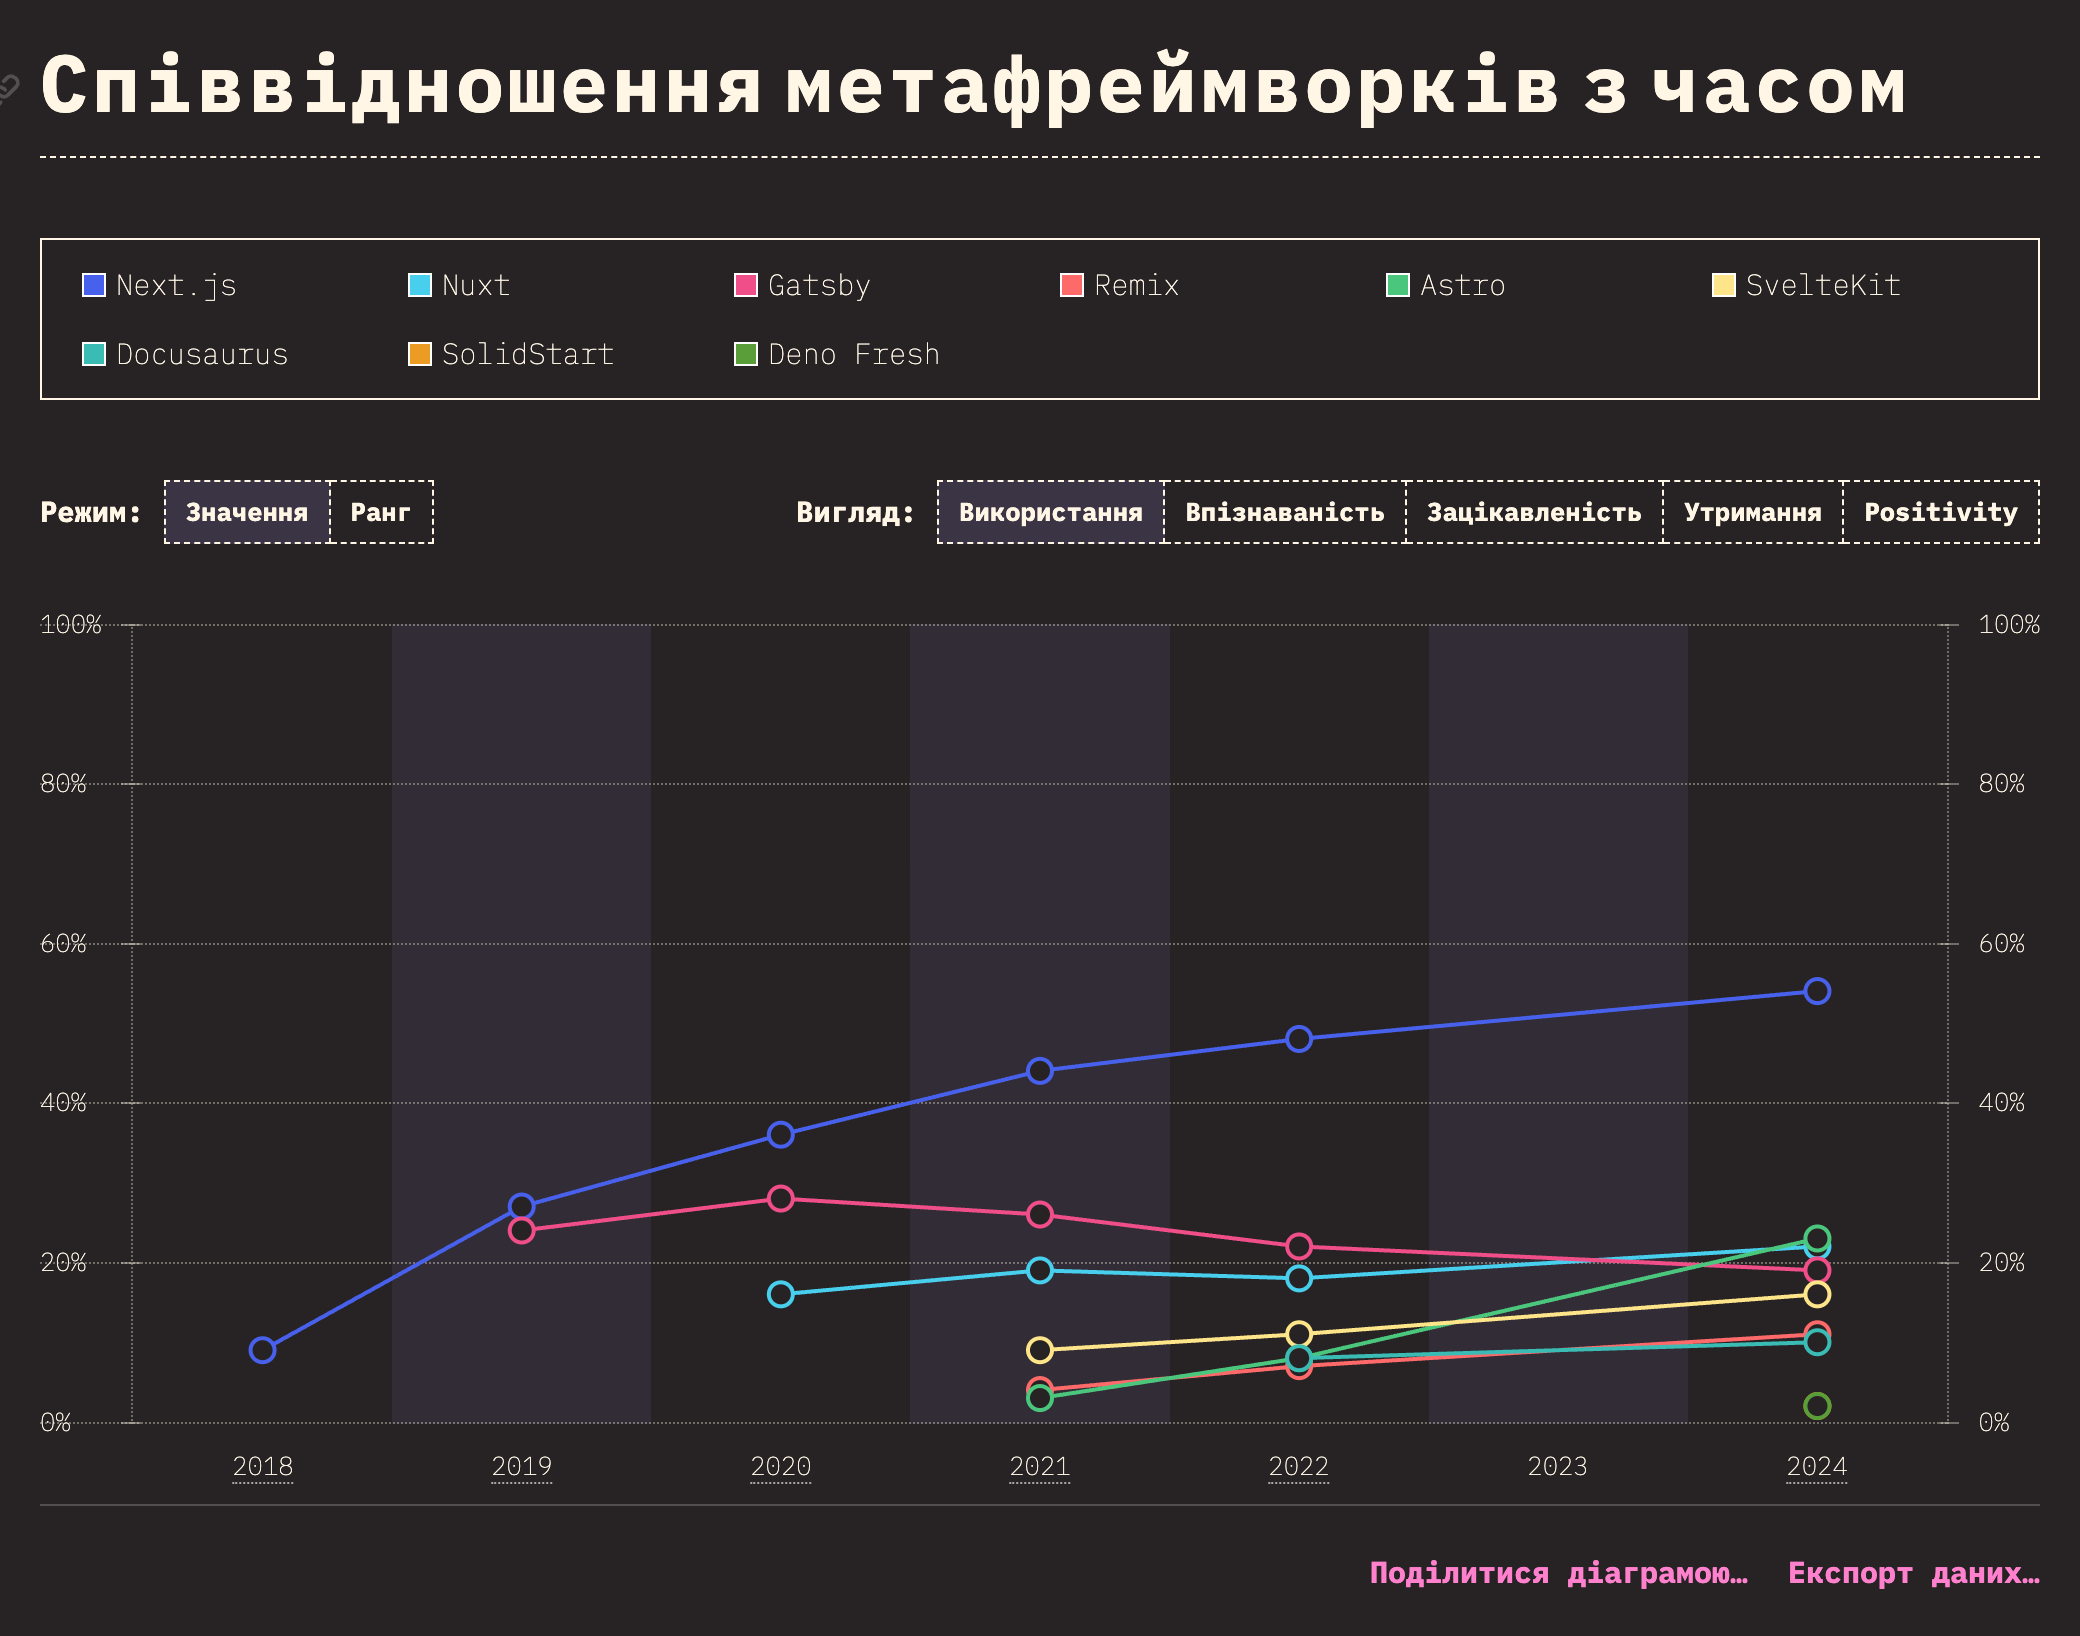 Співвідношення метафреймворків з часом
Next.js Nuxt Gatsby Remix Astro SvelteKit
Docusaurus SolidStart Deno Fresh
Режим: Значення Ранг Вигляд: Використання Впізнаваність Зацікавленість Утримання Positivity
100% 100%
80% 80%
60% 60%
40% 40%
20% 20%
0% 0%
2018 2019 2020 2021 2022 2023 2024
Поділитися діаграмою… Експорт даних…